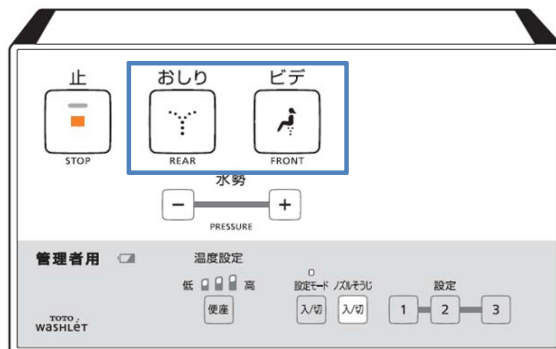 止 おしり ビデ
STOP REAR FRONT
水勢
− +
PRESSURE
管理者用 温度設定
低 高 設定モード ノズルそうじ 設定
便座 入/切 入/切 1 2 3
TOTO
WASHLET